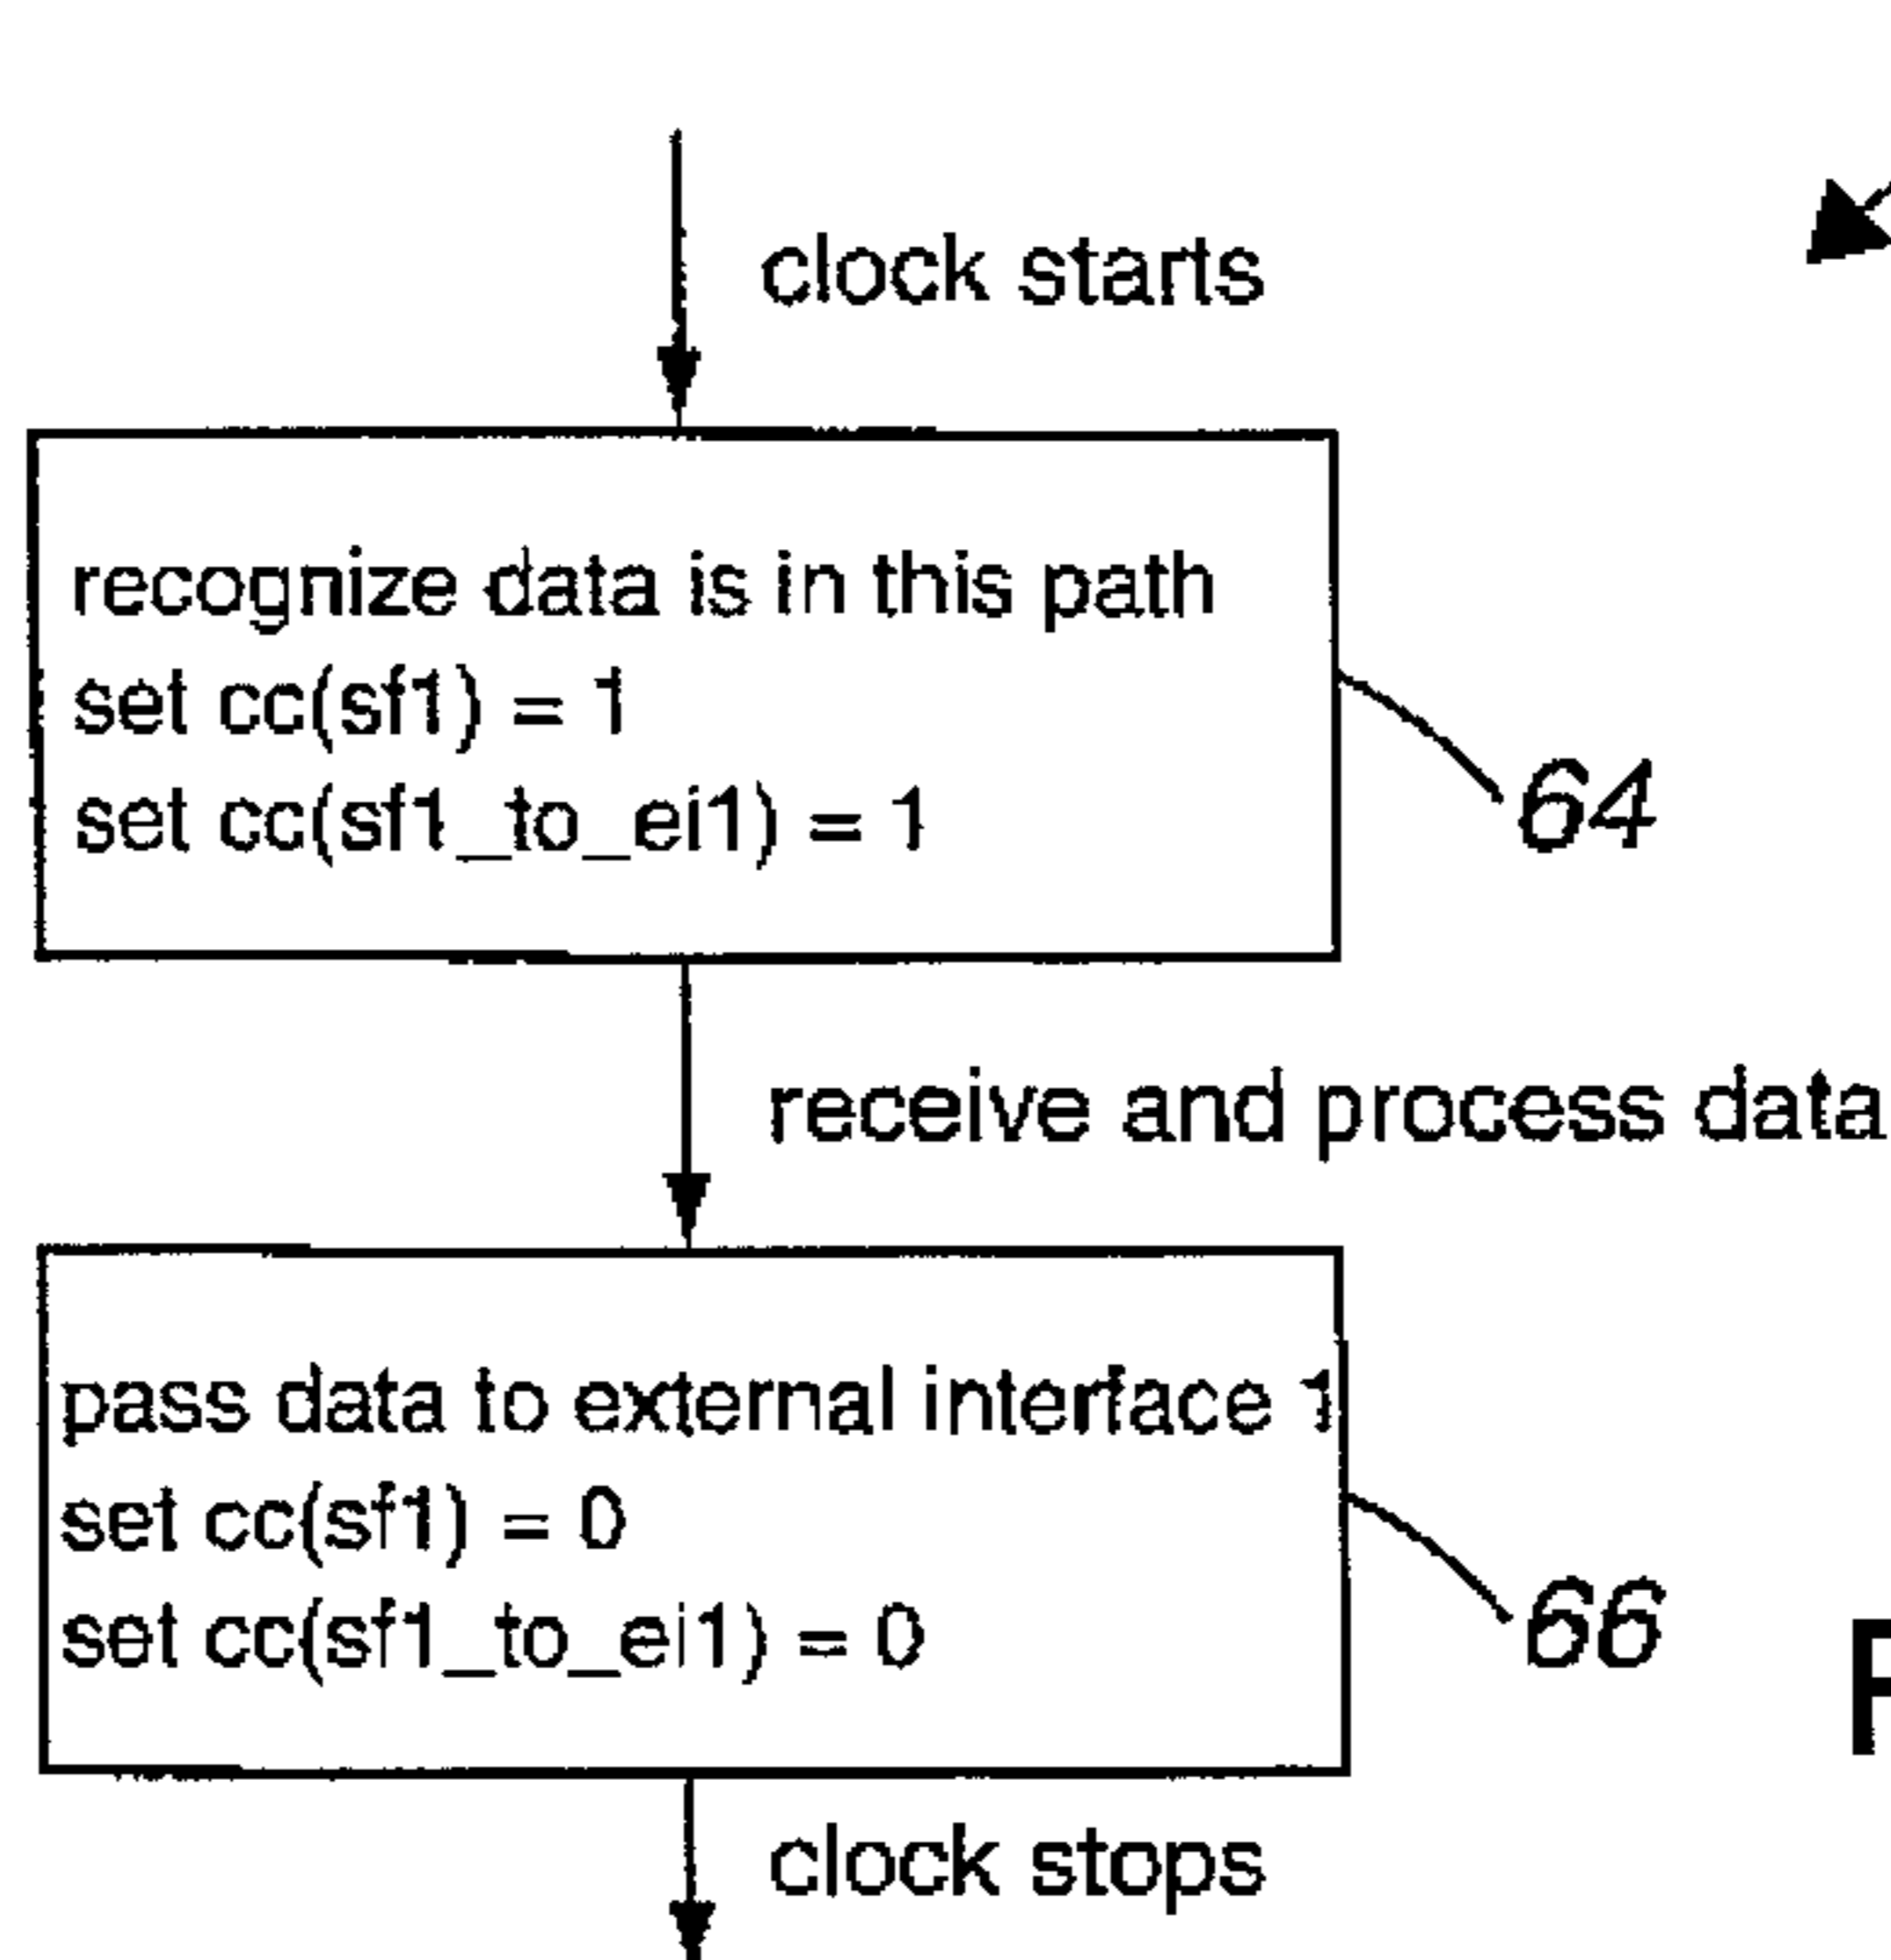 clock starts
recognize data is in this path
set cc(sf1) = 1
set cc(sf1_to_ei1) = 1
64
receive and process data
pass data to external interface 1
set cc(sf1) = 0
set cc(sf1_to_ei1) = 0
66
clock stops